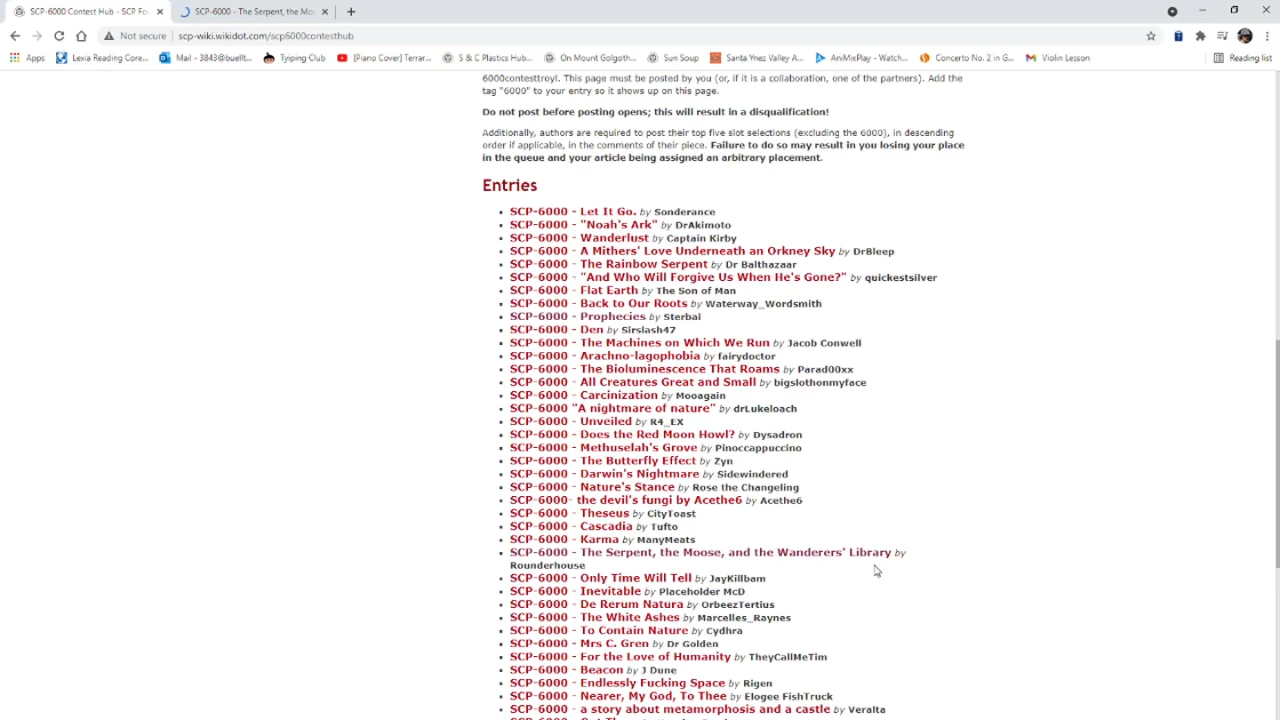 SCP-6000 Contest Hub - SCP Fo
SCP-6000 - The Serpent, the Mo
Not secure
scp-wiki.wikidot.com/scp6000contesthub
Apps
Lexia Reading Core...
Mail - 3843@buellt...
Typing Club
[Piano Cover] Terrar...
S & C Plastics Hub:...
On Mount Golgoth...
Sun Soup
Santa Ynez Valley A...
AniMixPlay - Watch...
Concerto No. 2 in G...
Violin Lesson
Reading list
6000contesttroyl. This page must be posted by you (or, if it is a collaboration, one of the partners). Add the
tag "6000" to your entry so it shows up on this page.
Do not post before posting opens; this will result in a disqualification!
Additionally, authors are required to post their top five slot selections (excluding the 6000), in descending
order if applicable, in the comments of their piece. Failure to do so may result in you losing your place
in the queue and your article being assigned an arbitrary placement.
Entries
SCP-6000 - Let It Go. by Sonderance
SCP-6000 - "Noah's Ark" by DrAkimoto
SCP-6000 - Wanderlust by Captain Kirby
SCP-6000 - A Mithers' Love Underneath an Orkney Sky by DrBleep
SCP-6000 - The Rainbow Serpent by Dr Balthazaar
SCP-6000 - "And Who Will Forgive Us When He's Gone?" by quickestsilver
SCP-6000 - Flat Earth by The Son of Man
SCP-6000 - Back to Our Roots by Waterway_Wordsmith
SCP-6000 - Prophecies by Sterbai
SCP-6000 - Den by Sirslash47
SCP-6000 - The Machines on Which We Run by Jacob Conwell
SCP-6000 - Arachno-lagophobia by fairydoctor
SCP-6000 - The Bioluminescence That Roams by Parad00xx
SCP-6000 - All Creatures Great and Small by bigslothonmyface
SCP-6000 - Carcinization by Mooagain
SCP-6000 "A nightmare of nature" by drLukeloach
SCP-6000 - Unveiled by R4_EX
SCP-6000 - Does the Red Moon Howl? by Dysadron
SCP-6000 - Methuselah's Grove by Pinoccappuccino
SCP-6000 - The Butterfly Effect by Zyn
SCP-6000 - Darwin's Nightmare by Sidewindered
SCP-6000 - Nature's Stance by Rose the Changeling
SCP-6000- the devil's fungi by Acethe6 by Acethe6
SCP-6000 - Theseus by CityToast
SCP-6000 - Cascadia by Tufto
SCP-6000 - Karma by ManyMeats
SCP-6000 - The Serpent, the Moose, and the Wanderers' Library by
Rounderhouse
SCP-6000 - Only Time Will Tell by JayKillbam
SCP-6000 - Inevitable by Placeholder McD
SCP-6000 - De Rerum Natura by OrbeezTertius
SCP-6000 - The White Ashes by Marcelles_Raynes
SCP-6000 - To Contain Nature by Cydhra
SCP-6000 - Mrs C. Gren by Dr Golden
SCP-6000 - For the Love of Humanity by TheyCallMeTim
SCP-6000 - Beacon by J Dune
SCP-6000 - Endlessly Fucking Space by Rigen
SCP-6000 - Nearer, My God, To Thee by Elogee FishTruck
SCP-6000 - a story about metamorphosis and a castle by Veralta